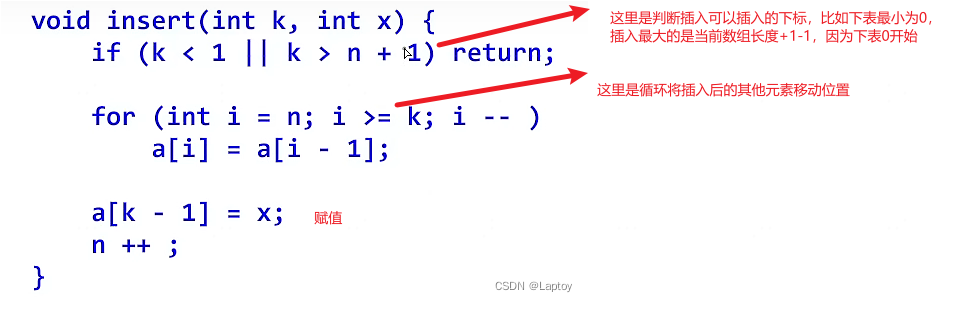 void insert(int k, int x) {
if (k < 1 || k > n + 1) return;
这里是判断插入可以插入的下标，比如下表最小为0，
插入最大的是当前数组长度+1-1，因为下表0开始
这里是循环将插入后的其他元素移动位置
for (int i = n; i >= k; i -- )
a[i] = a[i - 1];
a[k - 1] = x; 赋值
n ++ ;
}
CSDN @Laptoy